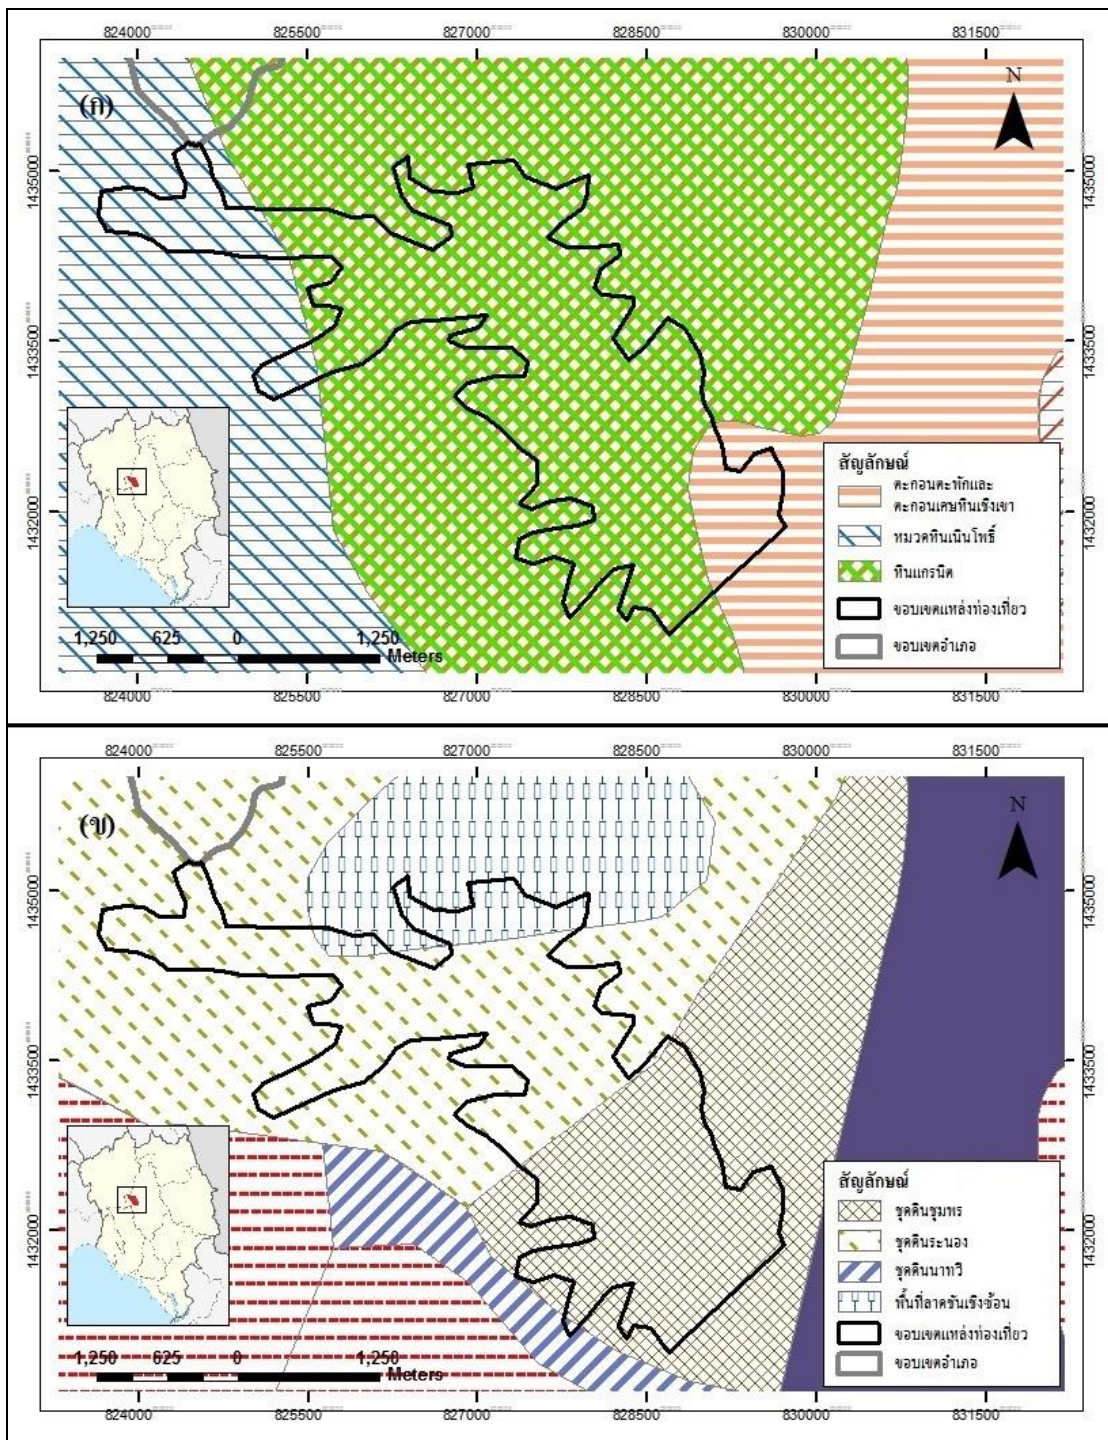 824000 825500 827000 828500 830000 831500
(ก)
N
1435000 1435000
1433500 1433500
1432000 1432000
สัญลักษณ์
ตะกอนตะพักและ
ตะกอนเศษหินเชิงเขา
หมวดหินเนินโพธิ์
หินแกรนิต
ขอบเขตแหล่งท่องเที่ยว
ขอบเขตอำเภอ
1,250 625 0 1,250
Meters
824000 825500 827000 828500 830000 831500
824000 825500 827000 828500 830000 831500
(ข)
N
1435000 1435000
1433500 1433500
1432000 1432000
สัญลักษณ์
ชุดดินชุมพร
ชุดดินระนอง
ชุดดินนาทวี
พื้นที่ลาดชันเชิงซ้อน
ขอบเขตแหล่งท่องเที่ยว
ขอบเขตอำเภอ
1,250 625 0 1,250
Meters
824000 825500 827000 828500 830000 831500